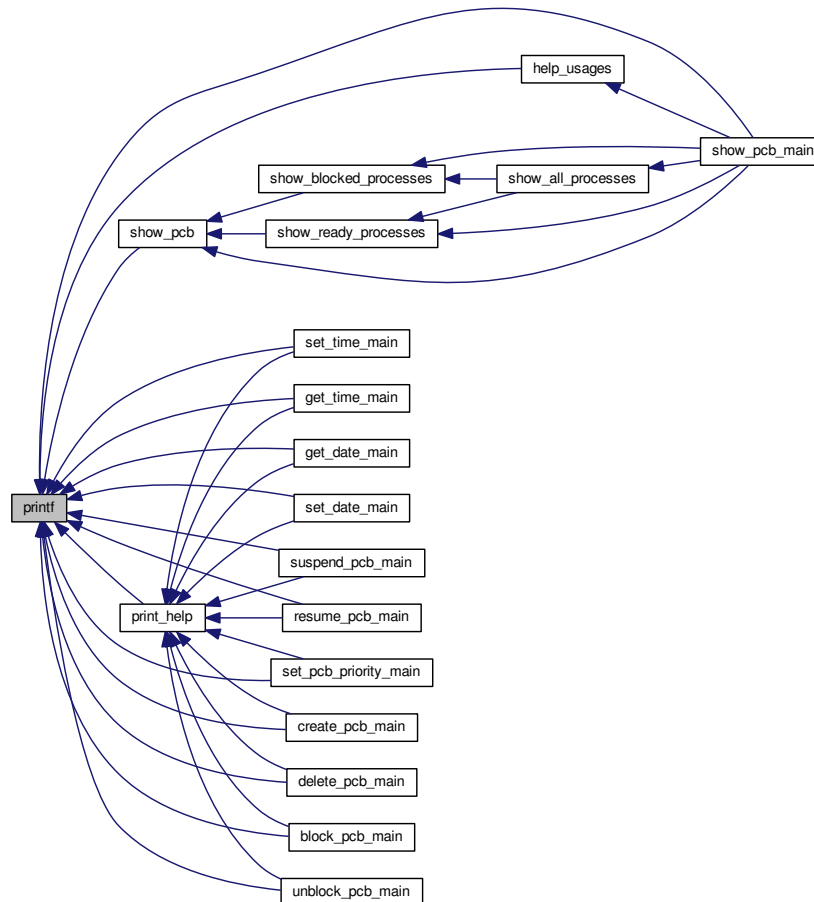 help_usages
show_pcb_main
show_blocked_processes
show_all_processes
show_pcb
show_ready_processes
set_time_main
get_time_main
get_date_main
printf
set_date_main
suspend_pcb_main
print_help
resume_pcb_main
set_pcb_priority_main
create_pcb_main
delete_pcb_main
block_pcb_main
unblock_pcb_main